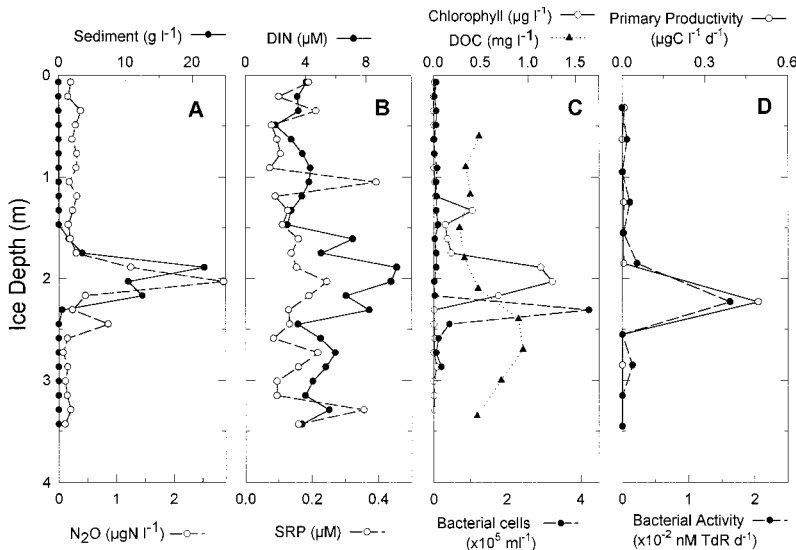 Sediment (g l⁻¹)
0 10 20
DIN (µM)
0 4 8
Chlorophyll (µg l⁻¹)
DOC (mg l⁻¹)
0 0.5 1
Primary Productivity
(µgC l⁻¹ d⁻¹)
0 0.3 0.6
A
B
C
D
Ice Depth (m)
0
1
2
3
4
0 1 2
N₂O (µgN l⁻¹)
0.0 0.2 0.4
SRP (µM)
0 2 4
Bacterial cells
(x10⁵ ml⁻¹)
0.0 0.5 1.0 1.5
Bacterial Activity
(x10⁻² nM TdR d⁻¹)